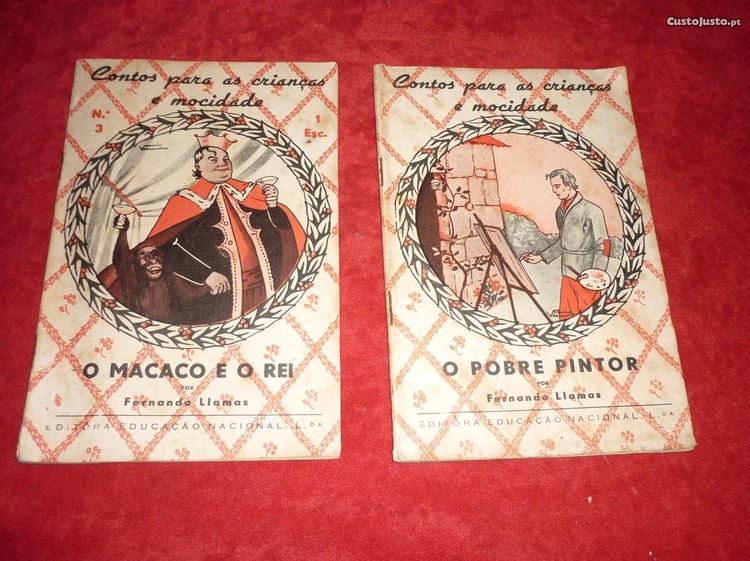 CustoJusto.pt
Contos para as crianças
e mocidade
N.º
3
1
Esc.
O MACACO E O REI
POR
Fernando Llamas
EDITORA EDUCAÇÃO NACIONAL, L.DA
Contos para as crianças
e mocidade
O POBRE PINTOR
POR
Fernando Llamas
EDITORA EDUCAÇÃO NACIONAL, L.DA